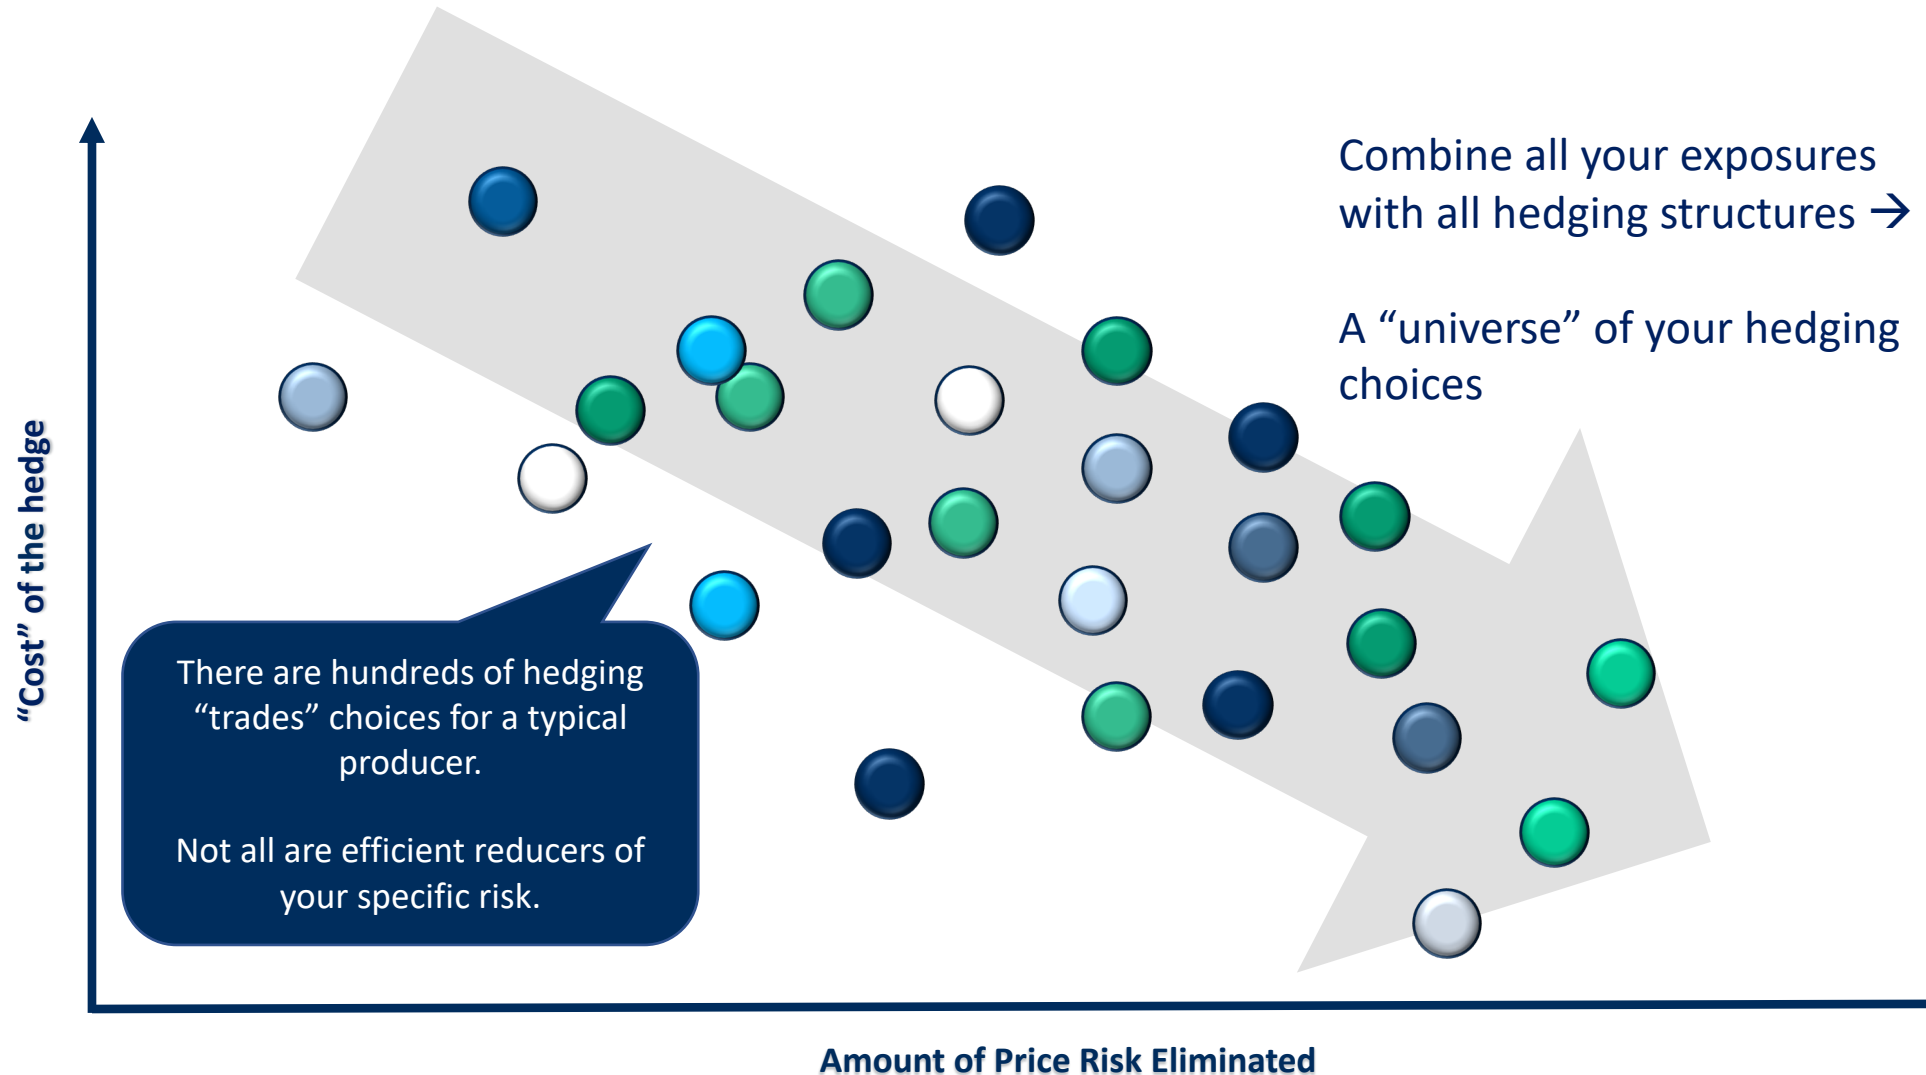 Combine all your exposures
with all hedging structures →
A “universe” of your hedging
choices
“Cost” of the hedge
There are hundreds of hedging
“trades” choices for a typical
producer.
Not all are efficient reducers of
your specific risk.
Amount of Price Risk Eliminated